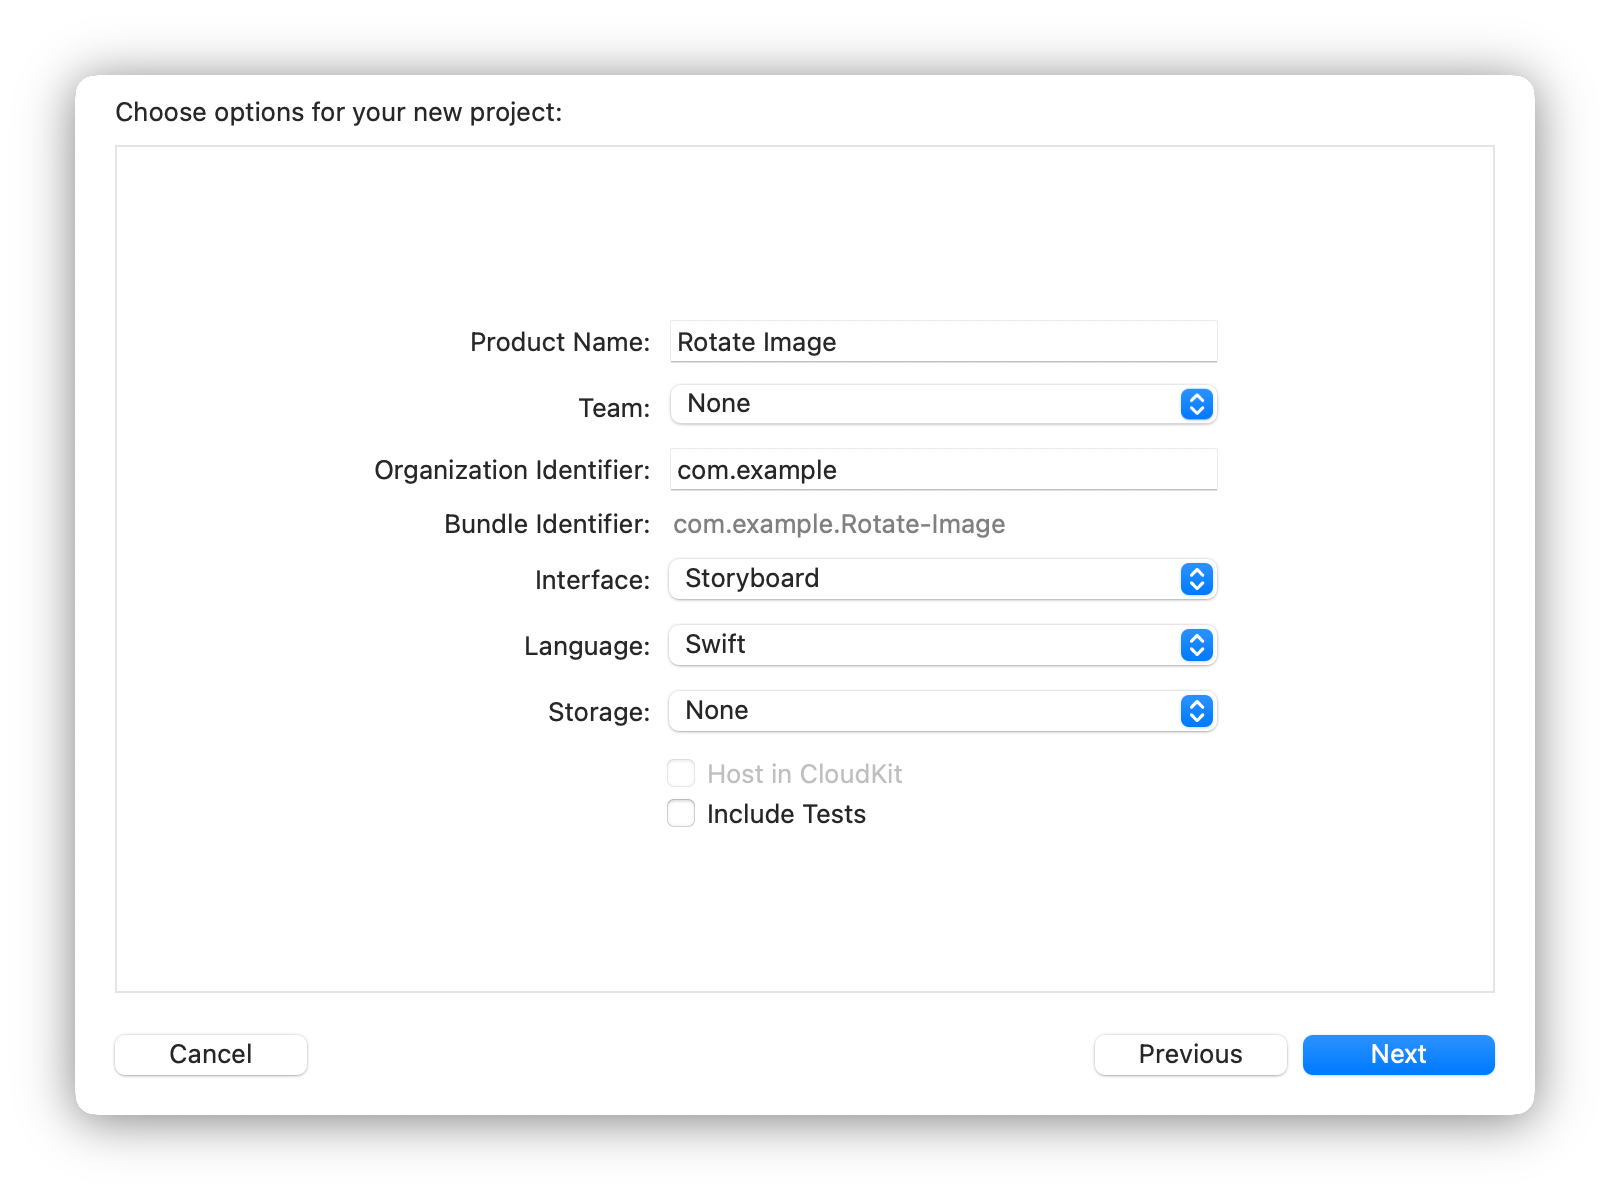 Choose options for your new project:
Product Name: Rotate Image
Team: None
Organization Identifier: com.example
Bundle Identifier: com.example.Rotate-Image
Interface: Storyboard
Language: Swift
Storage: None
Host in CloudKit
Include Tests
Cancel Previous Next